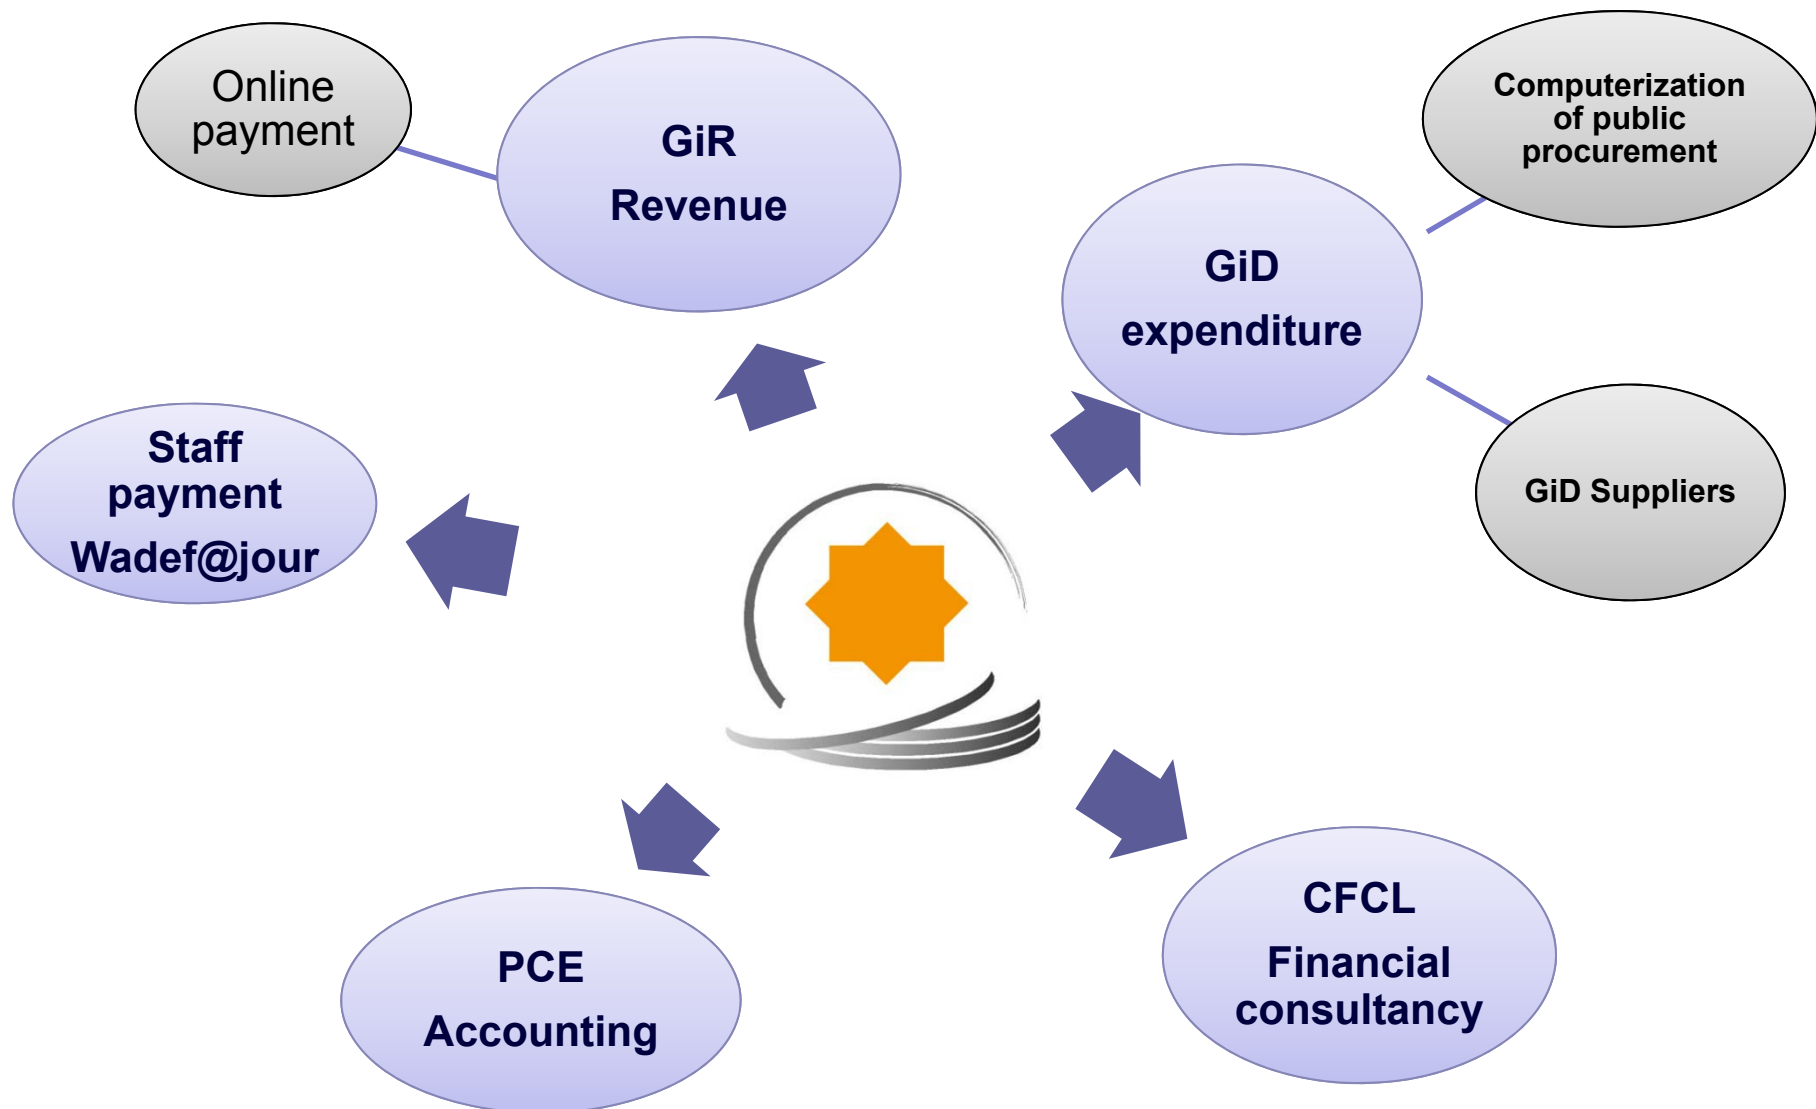 Online
payment
GiR
Revenue
Computerization
of public
procurement
GiD
expenditure
GiD Suppliers
Staff
payment
Wadef@jour
PCE
Accounting
CFCL
Financial
consultancy